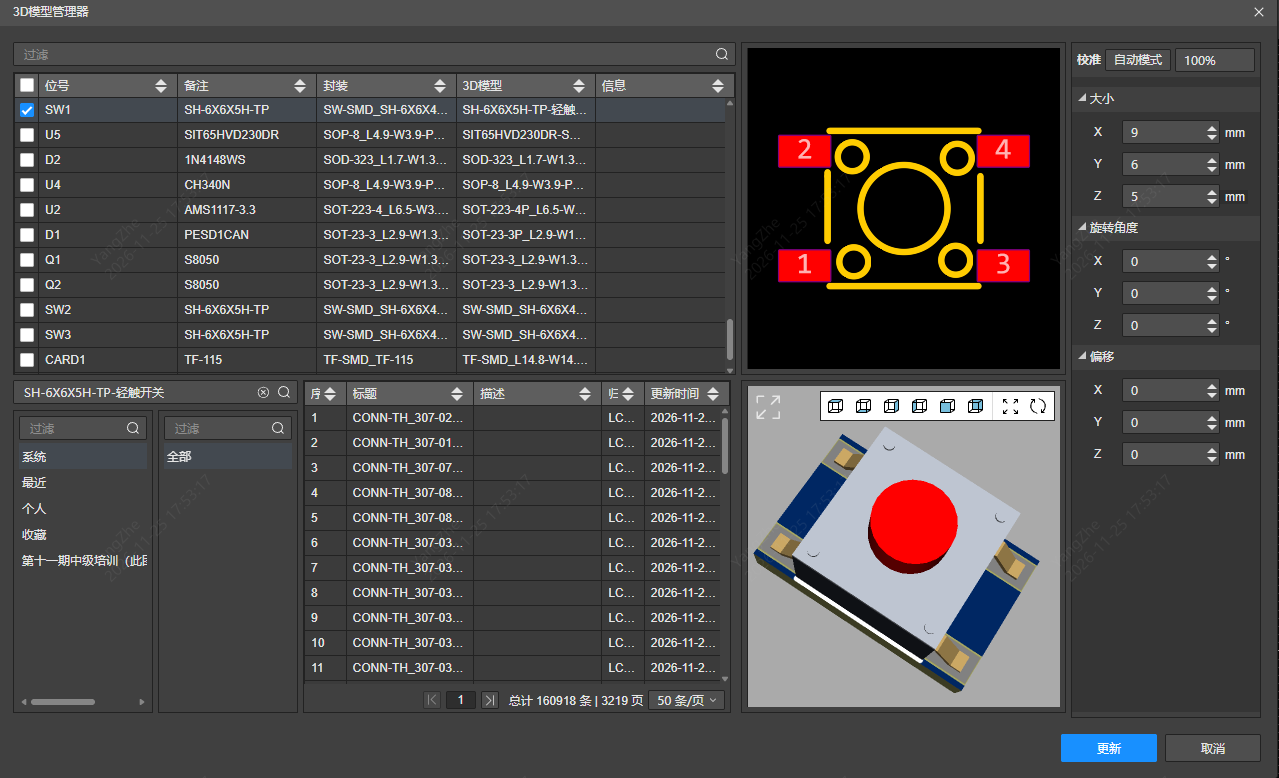 3D模型管理器
过滤
位号 备注 封装 3D模型 信息
SW1 SH-6X6X5H-TP SW-SMD_SH-6X6X4... SH-6X6X5H-TP-轻触...
U5 SIT65HVD230DR SOP-8_L4.9-W3.9-P... SIT65HVD230DR-S...
D2 1N4148WS SOD-323_L1.7-W1.3... SOD-323_L1.7-W1.3...
U4 CH340N SOP-8_L4.9-W3.9-P... SOP-8_L4.9-W3.9-P...
U2 AMS1117-3.3 SOT-223-4_L6.5-W3.... SOT-223-4P_L6.5-W...
D1 PESD1CAN SOT-23-3_L2.9-W1.3... SOT-23-3P_L2.9-W1...
Q1 S8050 SOT-23-3_L2.9-W1.3... SOT-23-3_L2.9-W1.3...
Q2 S8050 SOT-23-3_L2.9-W1.3... SOT-23-3_L2.9-W1.3...
SW2 SH-6X6X5H-TP SW-SMD_SH-6X6X4... SW-SMD_SH-6X6X4...
SW3 SH-6X6X5H-TP SW-SMD_SH-6X6X4... SW-SMD_SH-6X6X4...
CARD1 TF-115 TF-SMD_TF-115 TF-SMD_L14.8-W14....
2 4
1 3
校准 自动模式 100%
大小
X 9 mm
Y 6 mm
Z 5 mm
旋转角度
X 0 °
Y 0 °
Z 0 °
偏移
X 0 mm
Y 0 mm
Z 0 mm
SH-6X6X5H-TP-轻触开关
过滤
系统
最近
个人
收藏
第十一期中级培训（此
过滤
全部
序 标题 描述 归 更新时间
1 CONN-TH_307-02... LC... 2026-11-2...
2 CONN-TH_307-01... LC... 2026-11-2...
3 CONN-TH_307-07... LC... 2026-11-2...
4 CONN-TH_307-08... LC... 2026-11-2...
5 CONN-TH_307-08... LC... 2026-11-2...
6 CONN-TH_307-03... LC... 2026-11-2...
7 CONN-TH_307-03... LC... 2026-11-2...
8 CONN-TH_307-03... LC... 2026-11-2...
9 CONN-TH_307-03... LC... 2026-11-2...
10 CONN-TH_307-03... LC... 2026-11-2...
11 CONN-TH_307-03... LC... 2026-11-2...
1 总计 160918 条 | 3219 页 50 条/页
更新 取消
YangZhe
2026-11-25 17:53:17